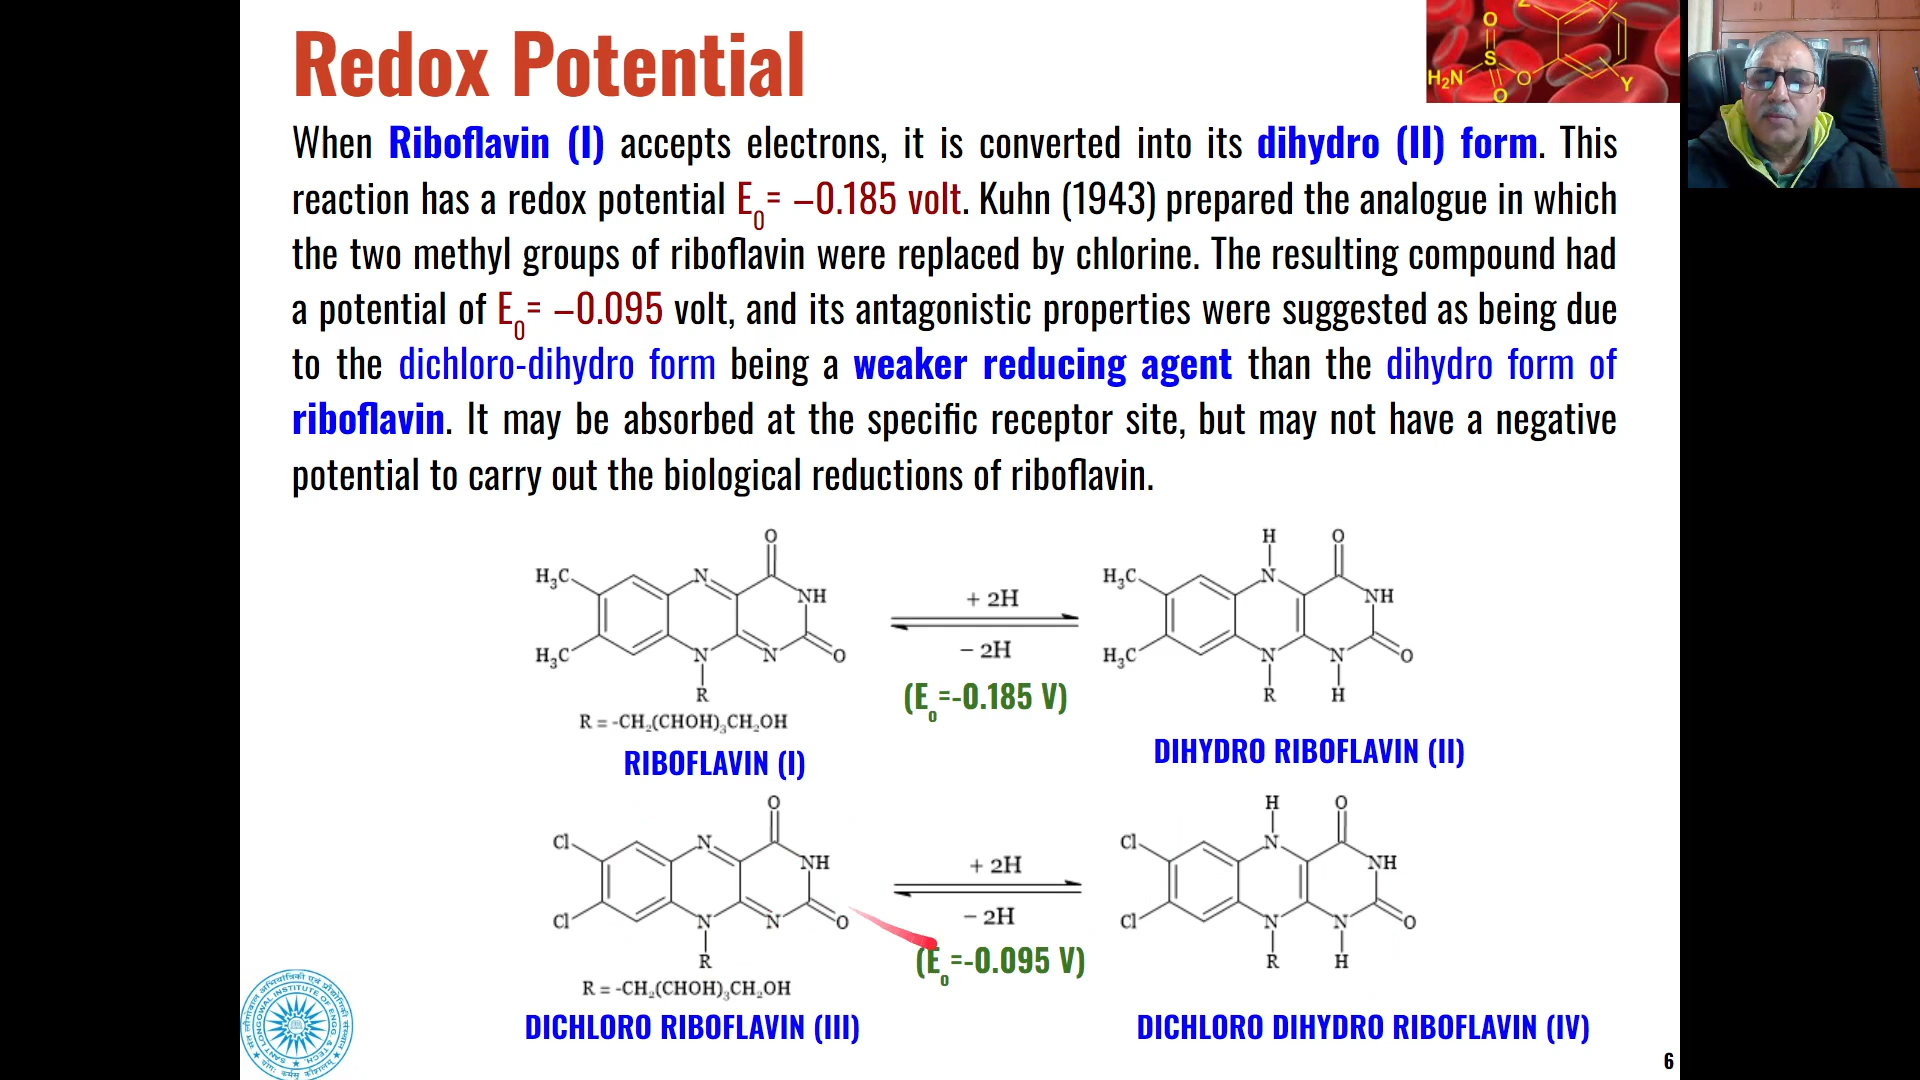 Redox Potential
When Riboflavin (I) accepts electrons, it is converted into its dihydro (II) form. This
reaction has a redox potential E₀= –0.185 volt. Kuhn (1943) prepared the analogue in which
the two methyl groups of riboflavin were replaced by chlorine. The resulting compound had
a potential of E₀= –0.095 volt, and its antagonistic properties were suggested as being due
to the dichloro-dihydro form being a weaker reducing agent than the dihydro form of
riboflavin. It may be absorbed at the specific receptor site, but may not have a negative
potential to carry out the biological reductions of riboflavin.
H₂N
S
O
O
O
Z
Y
H₃C
H₃C
N
N
N
NH
O
O
R
R = -CH₂(CHOH)₃CH₂OH
RIBOFLAVIN (I)
+ 2H
– 2H
(E₀=-0.185 V)
H₃C
H₃C
H
N
N
N
H
NH
O
O
R
DIHYDRO RIBOFLAVIN (II)
Cl
Cl
N
N
N
NH
O
O
R
R = -CH₂(CHOH)₃CH₂OH
DICHLORO RIBOFLAVIN (III)
+ 2H
– 2H
(E₀=-0.095 V)
Cl
Cl
H
N
N
N
H
NH
O
O
R
DICHLORO DIHYDRO RIBOFLAVIN (IV)
SANT LONGOWAL INSTITUTE OF ENGG. & TECH.
6